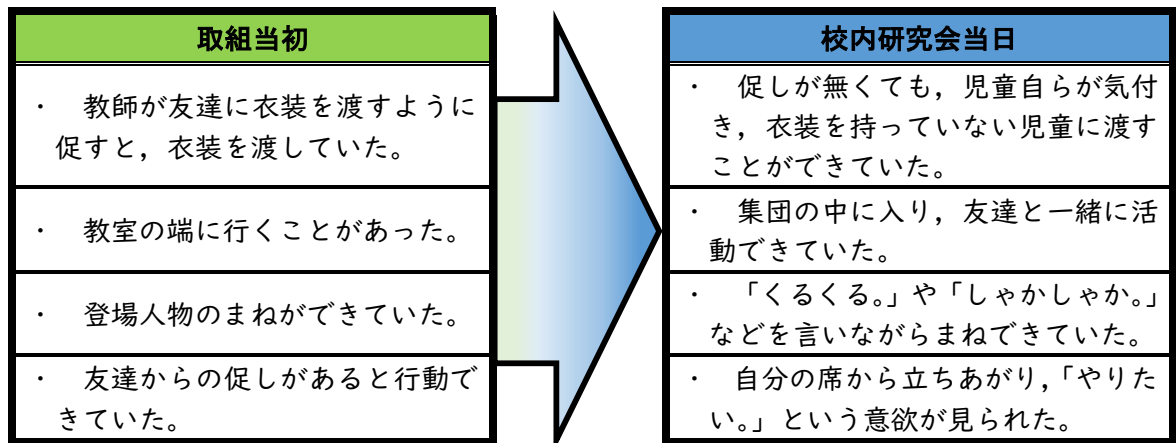 取組当初
・　教師が友達に衣装を渡すように
促すと，衣装を渡していた。
・　教室の端に行くことがあった。
・　登場人物のまねができていた。
・　友達からの促しがあると行動で
きていた。
校内研究会当日
・　促しが無くても，児童自らが気付
き，衣装を持っていない児童に渡す
ことができていた。
・　集団の中に入り，友達と一緒に活
動できていた。
・　「くるくる。」や「しゃかしゃか。」
などを言いながらまねできていた。
・　自分の席から立ちあがり，「やりた
い。」という意欲が見られた。